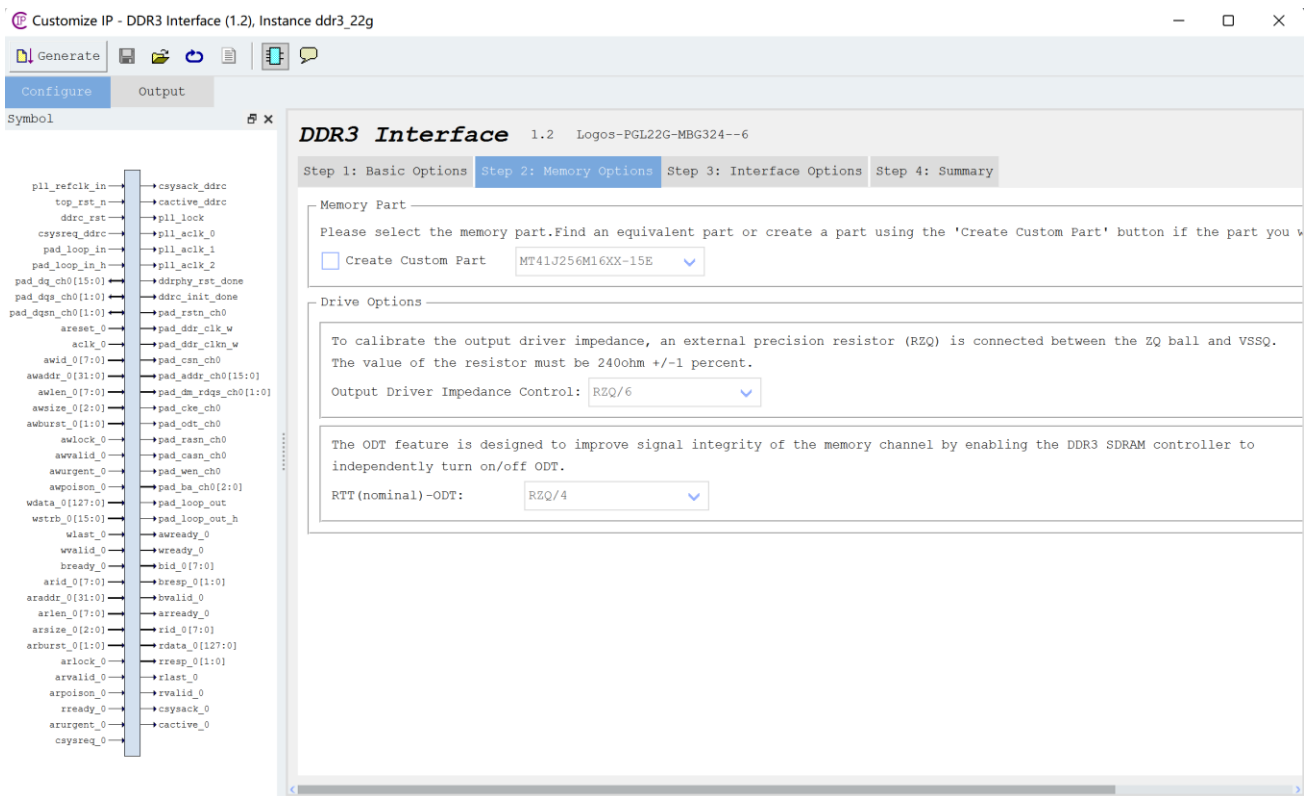 Customize IP - DDR3 Interface (1.2), Instance ddr3_22g
Generate
Configure Output
Symbol
DDR3 Interface 1.2 Logos-PGL22G-MBG324--6
Step 1: Basic Options Step 2: Memory Options Step 3: Interface Options Step 4: Summary
Memory Part
Please select the memory part.Find an equivalent part or create a part using the 'Create Custom Part' button if the part you w
Create Custom Part MT41J256M16XX-15E
Drive Options
To calibrate the output driver impedance, an external precision resistor (RZQ) is connected between the ZQ ball and VSSQ.
The value of the resistor must be 240ohm +/-1 percent.
Output Driver Impedance Control: RZQ/6
The ODT feature is designed to improve signal integrity of the memory channel by enabling the DDR3 SDRAM controller to
independently turn on/off ODT.
RTT(nominal)-ODT: RZQ/4
pll_refclk_in csysack_ddrc
top_rst_n cactive_ddrc
ddrc_rst pll_lock
csysreq_ddrc pll_aclk_0
pad_loop_in pll_aclk_1
pad_loop_in_h pll_aclk_2
pad_dq_ch0[15:0] ddrphy_rst_done
pad_dqs_ch0[1:0] ddrc_init_done
pad_dqsn_ch0[1:0] pad_rstn_ch0
areset_0 pad_ddr_clk_w
aclk_0 pad_ddr_clkn_w
awid_0[7:0] pad_csn_ch0
awaddr_0[31:0] pad_addr_ch0[15:0]
awlen_0[7:0] pad_dm_rdqs_ch0[1:0]
awsize_0[2:0] pad_cke_ch0
awburst_0[1:0] pad_odt_ch0
awlock_0 pad_rasn_ch0
awvalid_0 pad_casn_ch0
awurgent_0 pad_wen_ch0
awpoison_0 pad_ba_ch0[2:0]
wdata_0[127:0] pad_loop_out
wstrb_0[15:0] pad_loop_out_h
wlast_0 awready_0
wvalid_0 wready_0
bready_0 bid_0[7:0]
arid_0[7:0] bresp_0[1:0]
araddr_0[31:0] bvalid_0
arlen_0[7:0] arready_0
arsize_0[2:0] rid_0[7:0]
arburst_0[1:0] rdata_0[127:0]
arlock_0 rresp_0[1:0]
arvalid_0 rlast_0
arpoison_0 rvalid_0
rready_0 csysack_0
arurgent_0 cactive_0
csysreq_0